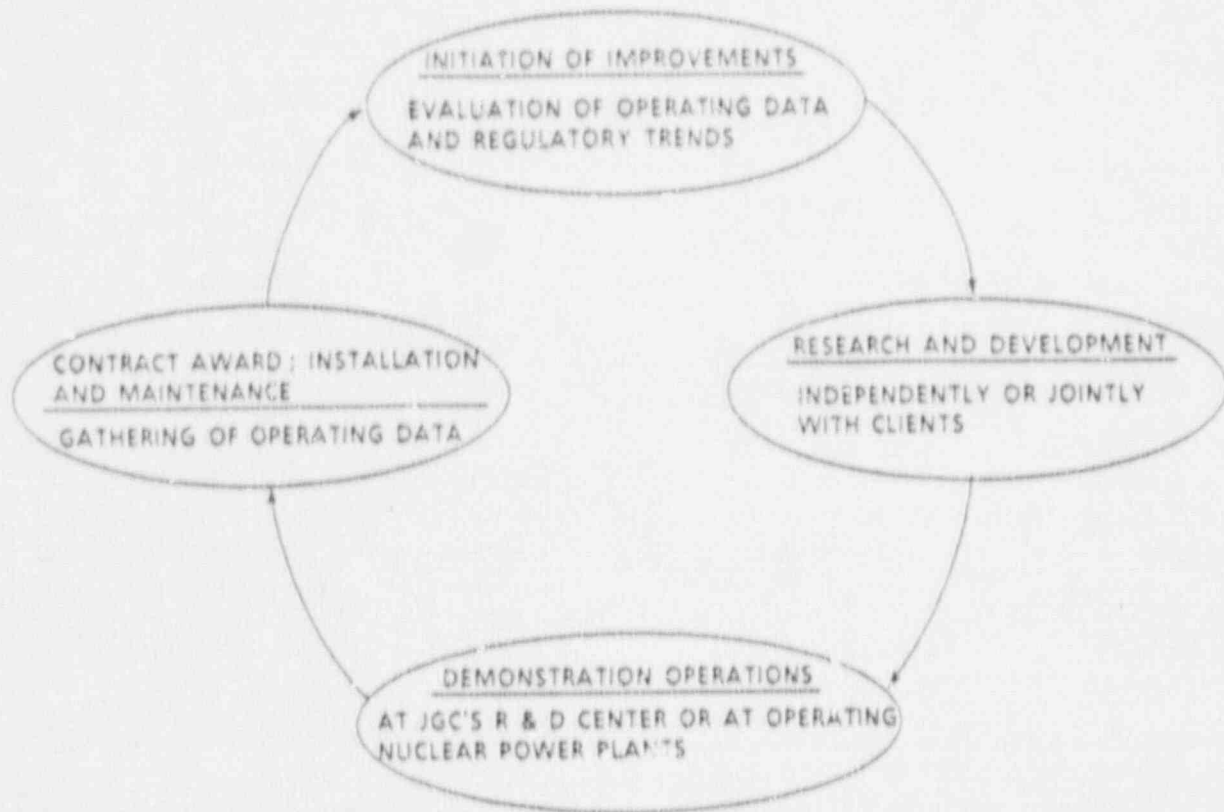 INITIATION OF IMPROVEMENTS
EVALUATION OF OPERATING DATA
AND REGULATORY TRENDS
RESEARCH AND DEVELOPMENT
INDEPENDENTLY OR JOINTLY
WITH CLIENTS
DEMONSTRATION OPERATIONS
AT JGC'S R & D CENTER OR AT OPERATING
NUCLEAR POWER PLANTS
CONTRACT AWARD; INSTALLATION
AND MAINTENANCE
GATHERING OF OPERATING DATA